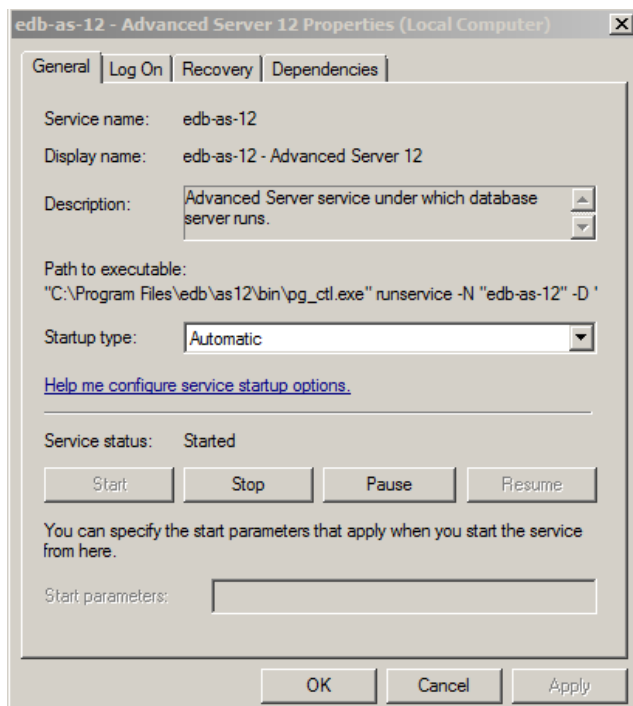 edb-as-12 - Advanced Server 12 Properties (Local Computer)
General Log On Recovery Dependencies
Service name: edb-as-12
Display name: edb-as-12 - Advanced Server 12
Description: Advanced Server service under which database
server runs.
Path to executable:
"C:\Program Files\edb\as12\bin\pg_ctl.exe" runservice -N "edb-as-12" -D '
Startup type: Automatic
Help me configure service startup options.
Service status: Started
Start Stop Pause Resume
You can specify the start parameters that apply when you start the service
from here.
Start parameters:
OK Cancel Apply